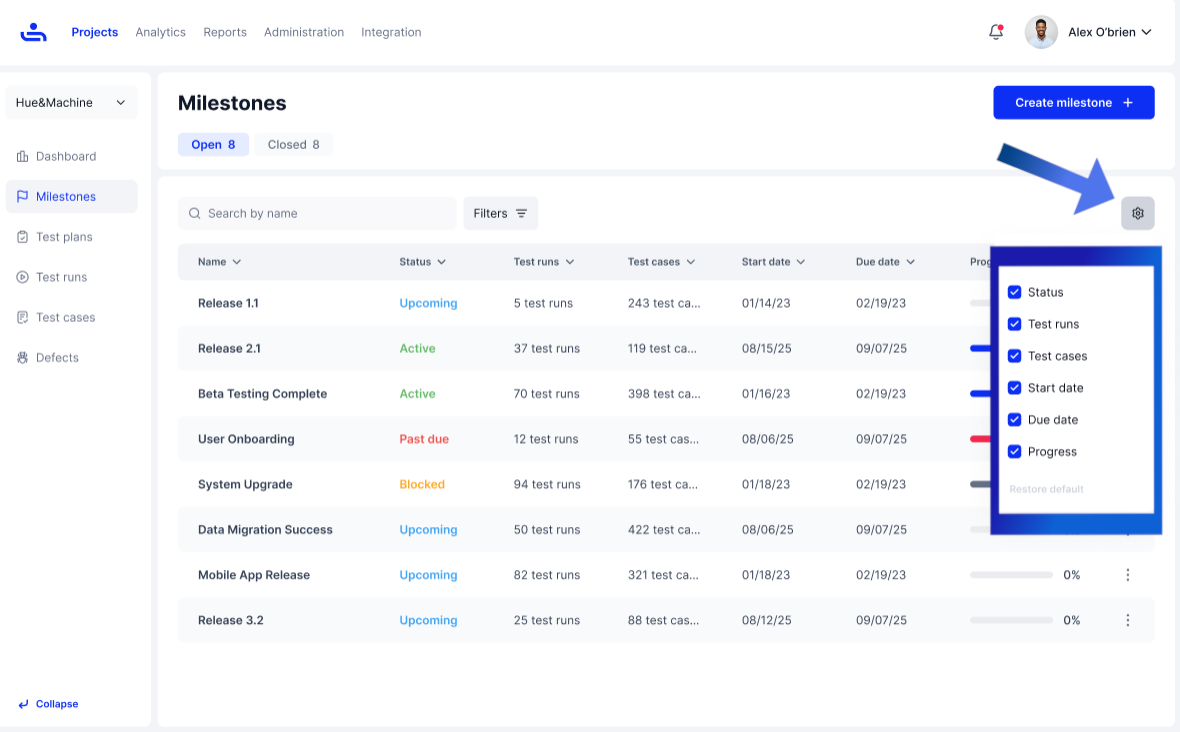 Projects Analytics Reports Administration Integration Alex O'brien
Hue&Machine
Dashboard
Milestones
Test plans
Test runs
Test cases
Defects
Collapse
Milestones
Create milestone +
Open 8 Closed 8
Search by name Filters
Name Status Test runs Test cases Start date Due date Prog
Release 1.1 Upcoming 5 test runs 243 test ca... 01/14/23 02/19/23
Release 2.1 Active 37 test runs 119 test ca... 08/15/25 09/07/25
Beta Testing Complete Active 70 test runs 398 test ca... 01/16/23 02/19/23
User Onboarding Past due 12 test runs 55 test cas... 08/06/25 09/07/25
System Upgrade Blocked 94 test runs 176 test ca... 01/18/23 02/19/23
Data Migration Success Upcoming 50 test runs 422 test ca... 08/06/25 09/07/25
Mobile App Release Upcoming 82 test runs 321 test ca... 01/18/23 02/19/23 0%
Release 3.2 Upcoming 25 test runs 88 test cas... 08/12/25 09/07/25 0%
Status
Test runs
Test cases
Start date
Due date
Progress
Restore default